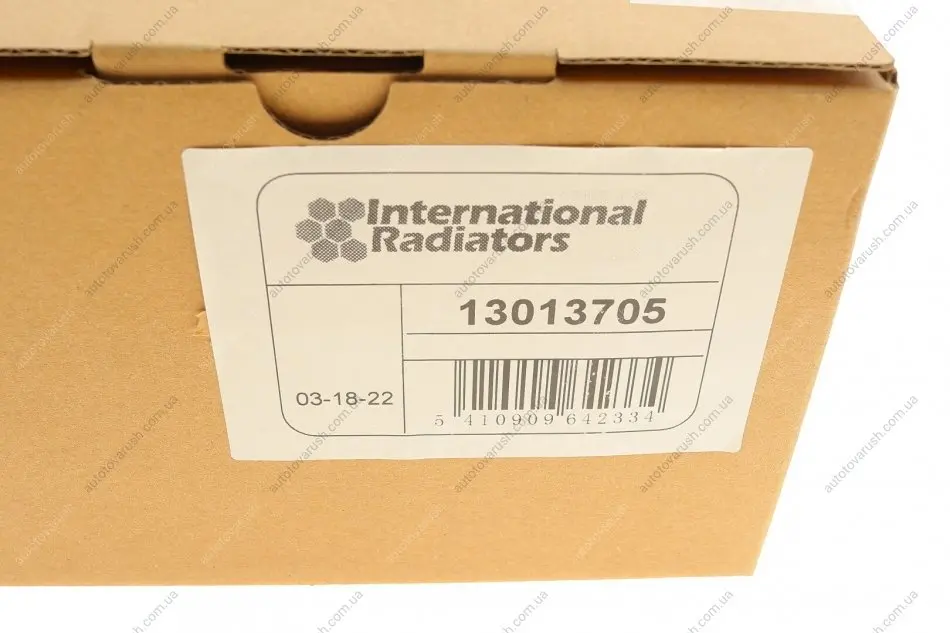 International
Radiators
13013705
03-18-22
5 410909 642334
autotovarush.com.ua